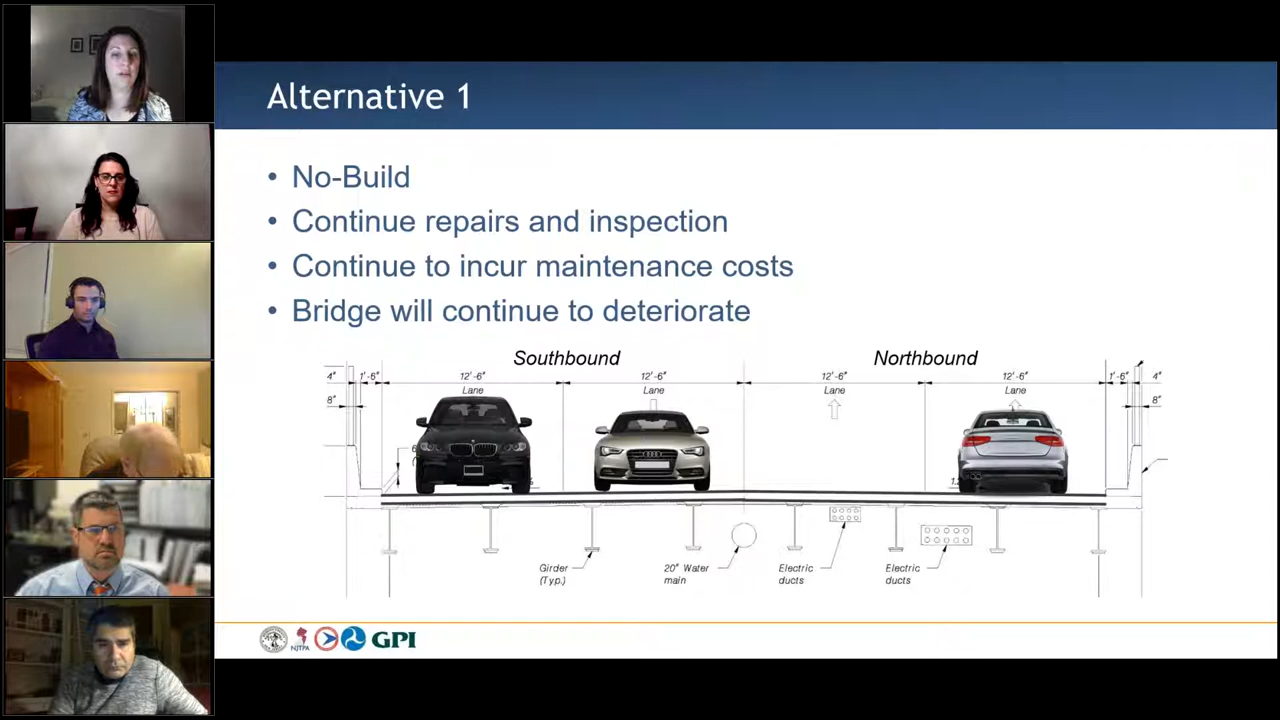 Alternative 1
• No-Build
• Continue repairs and inspection
• Continue to incur maintenance costs
• Bridge will continue to deteriorate
Southbound
Northbound
4" 1'-6" 12'-6" 12'-6" 12'-6" 12'-6" 1'-6" 4"
Lane Lane Lane Lane
8" 8"
Girder 20" Water Electric Electric
(Typ.) main ducts ducts
NJTPA GPI